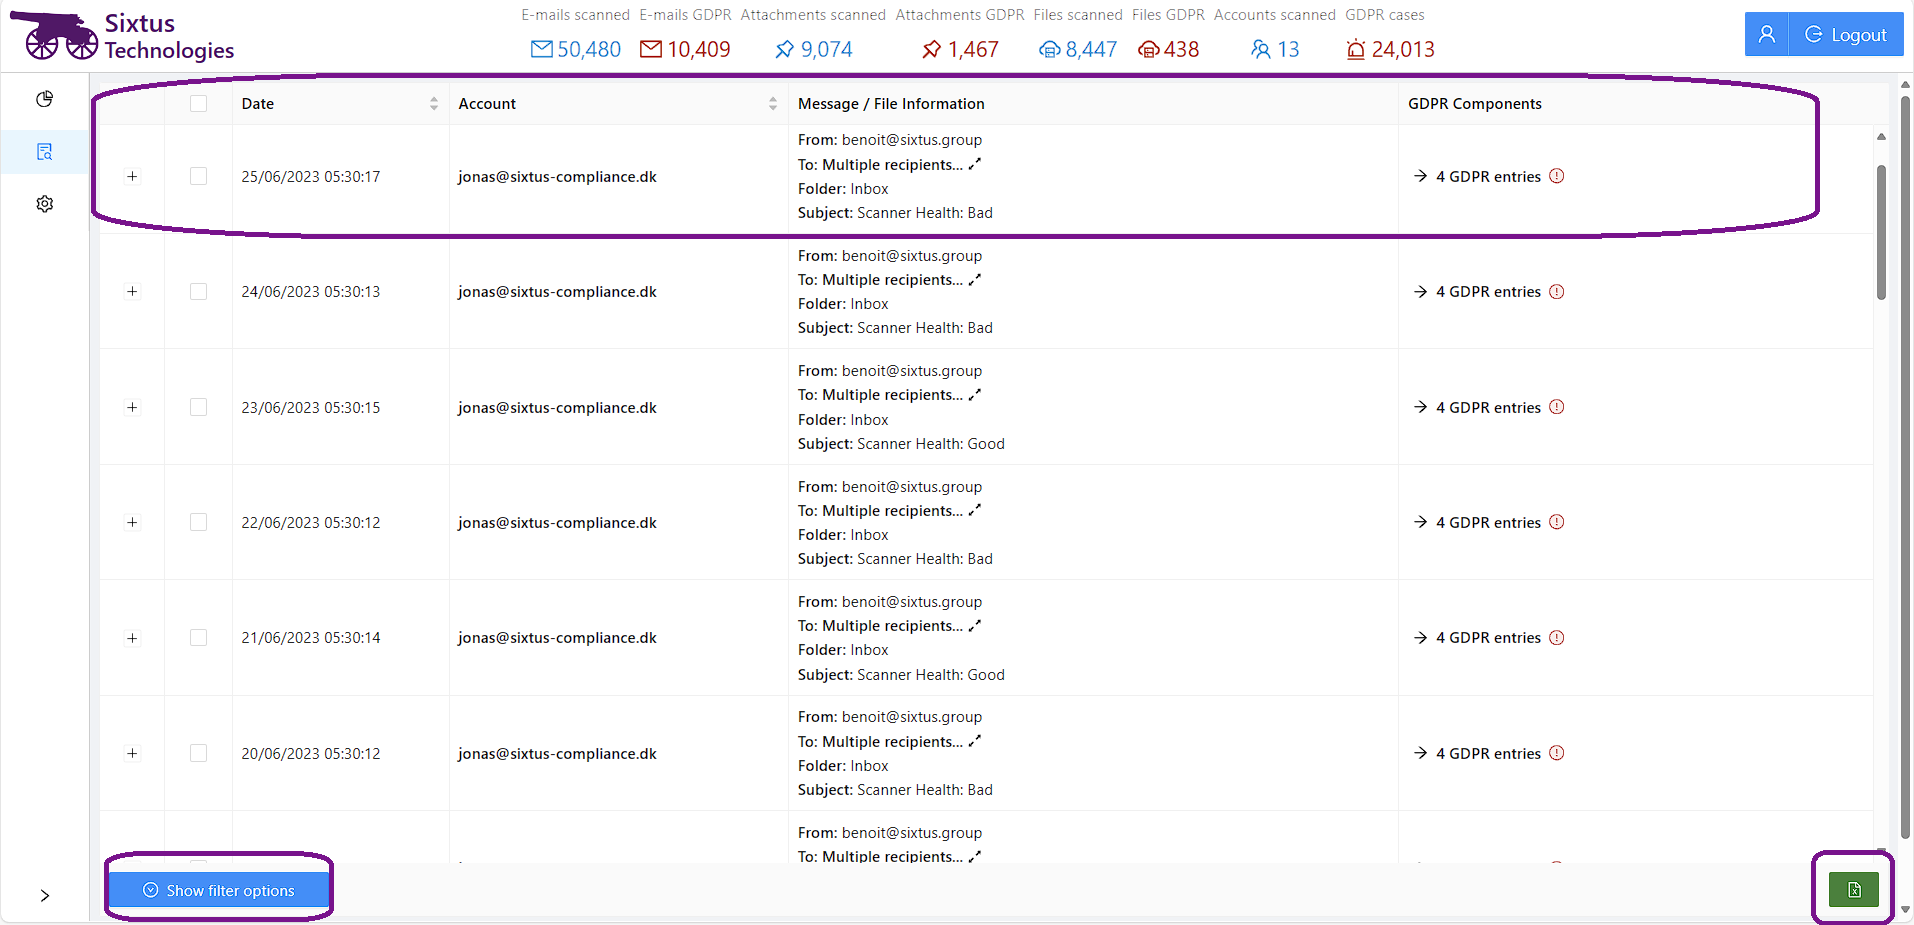 Sixtus
Technologies
E-mails scanned E-mails GDPR Attachments scanned Attachments GDPR Files scanned Files GDPR Accounts scanned GDPR cases
50,480 10,409 9,074 1,467 8,447 438 13 24,013
Logout
Date Account Message / File Information GDPR Components
From: benoit@sixtus.group
To: Multiple recipients...
25/06/2023 05:30:17 jonas@sixtus-compliance.dk 4 GDPR entries
Folder: Inbox
Subject: Scanner Health: Bad
From: benoit@sixtus.group
To: Multiple recipients...
24/06/2023 05:30:13 jonas@sixtus-compliance.dk 4 GDPR entries
Folder: Inbox
Subject: Scanner Health: Bad
From: benoit@sixtus.group
To: Multiple recipients...
23/06/2023 05:30:15 jonas@sixtus-compliance.dk 4 GDPR entries
Folder: Inbox
Subject: Scanner Health: Good
From: benoit@sixtus.group
To: Multiple recipients...
22/06/2023 05:30:12 jonas@sixtus-compliance.dk 4 GDPR entries
Folder: Inbox
Subject: Scanner Health: Bad
From: benoit@sixtus.group
To: Multiple recipients...
21/06/2023 05:30:14 jonas@sixtus-compliance.dk 4 GDPR entries
Folder: Inbox
Subject: Scanner Health: Good
From: benoit@sixtus.group
To: Multiple recipients...
20/06/2023 05:30:12 jonas@sixtus-compliance.dk 4 GDPR entries
Folder: Inbox
Subject: Scanner Health: Bad
From: benoit@sixtus.group
To: Multiple recipients...
Show filter options